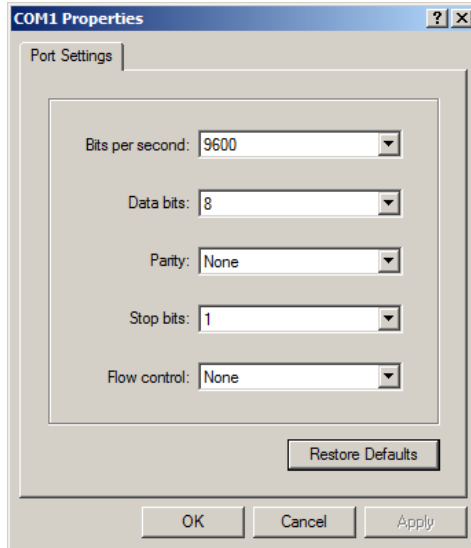 COM1 Properties
Port Settings
Bits per second: 9600
Data bits: 8
Parity: None
Stop bits: 1
Flow control: None
Restore Defaults
OK Cancel Apply